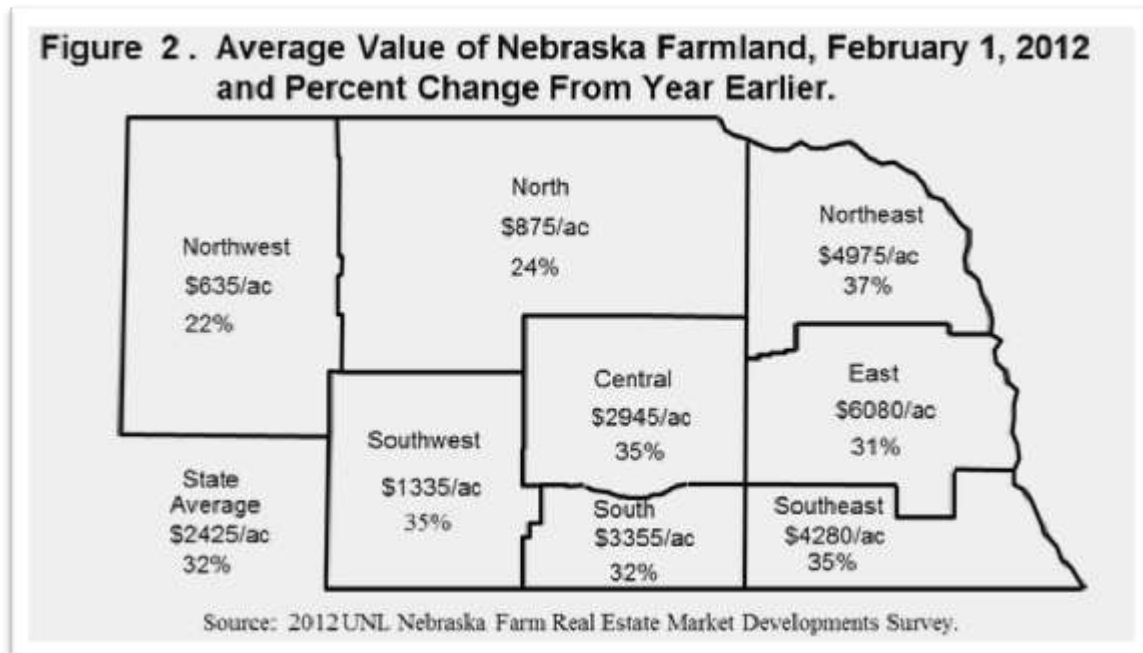 Figure 2. Average Value of Nebraska Farmland, February 1, 2012
and Percent Change From Year Earlier.
North
$875/ac
24%
Northwest
$635/ac
22%
Northeast
$4975/ac
37%
Central
$2945/ac
35%
East
$6080/ac
31%
Southwest
$1335/ac
35%
State
Average
$2425/ac
32%
South
$3355/ac
32%
Southeast
$4280/ac
35%
Source: 2012 UNL Nebraska Farm Real Estate Market Developments Survey.